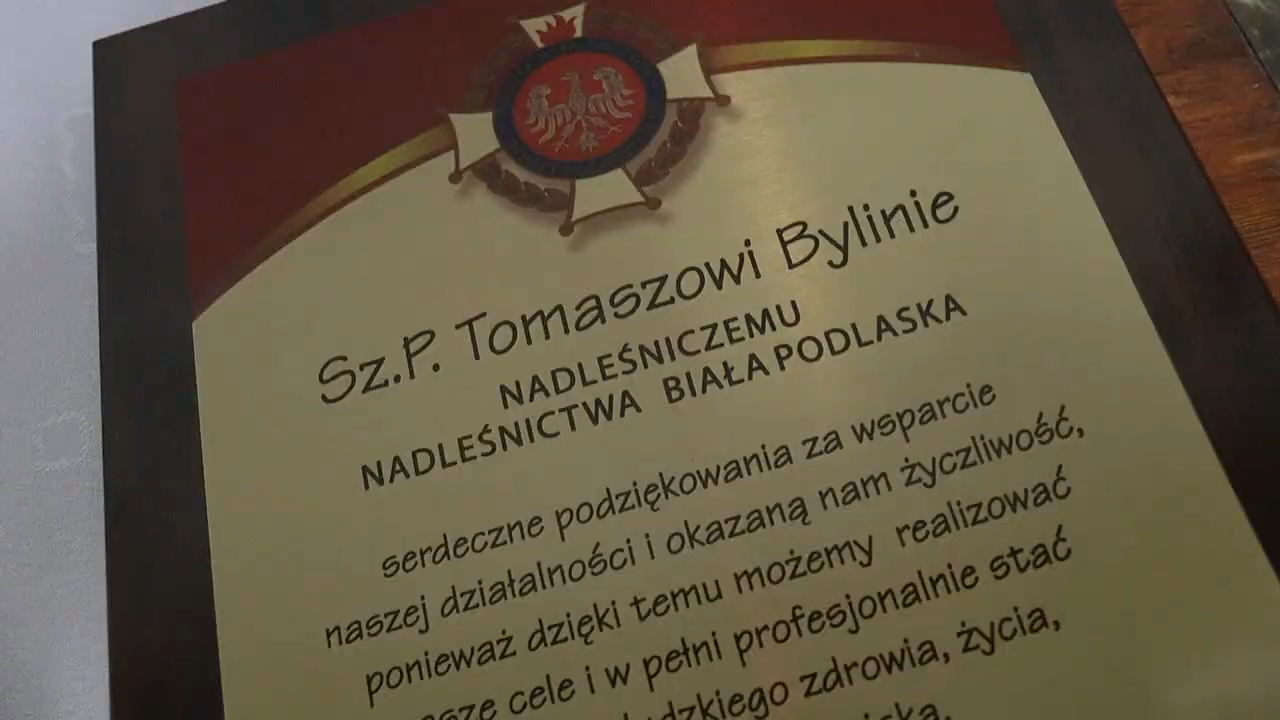 Sz.P. Tomaszowi Bylinie
NADLEŚNICZEMU
NADLEŚNICTWA BIAŁA PODLASKA
serdeczne podziękowania za wsparcie
naszej działalności i okazaną nam życzliwość,
ponieważ dzięki temu możemy realizować
cele i w pełni profesjonalnie stać
zdrowia, życia,